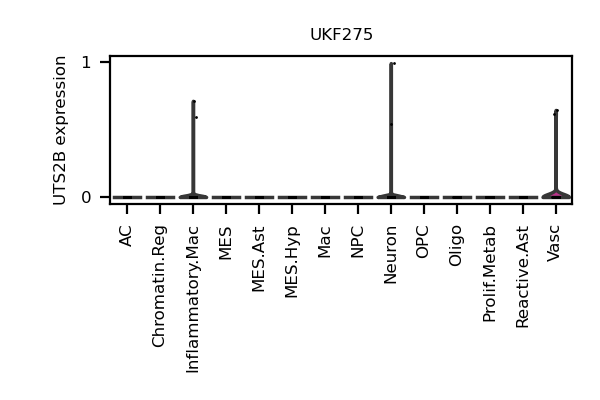 UKF275
UTS2B expression
1
0
AC
Chromatin.Reg
Inflammatory.Mac
MES
MES.Ast
MES.Hyp
Mac
NPC
Neuron
OPC
Oligo
Prolif.Metab
Reactive.Ast
Vasc